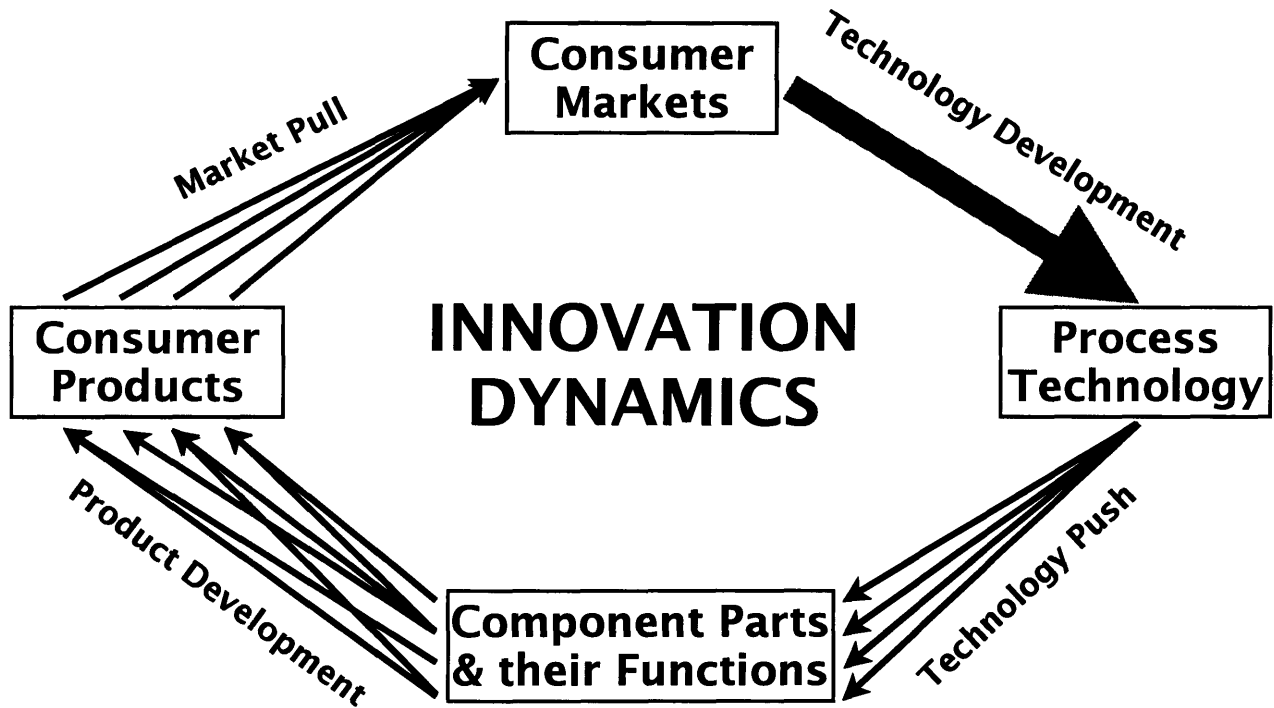 Consumer
Markets
Technology Development
Market Pull
INNOVATION
DYNAMICS
Consumer
Products
Process
Technology
Product Development
Component Parts
& their Functions
Technology Push